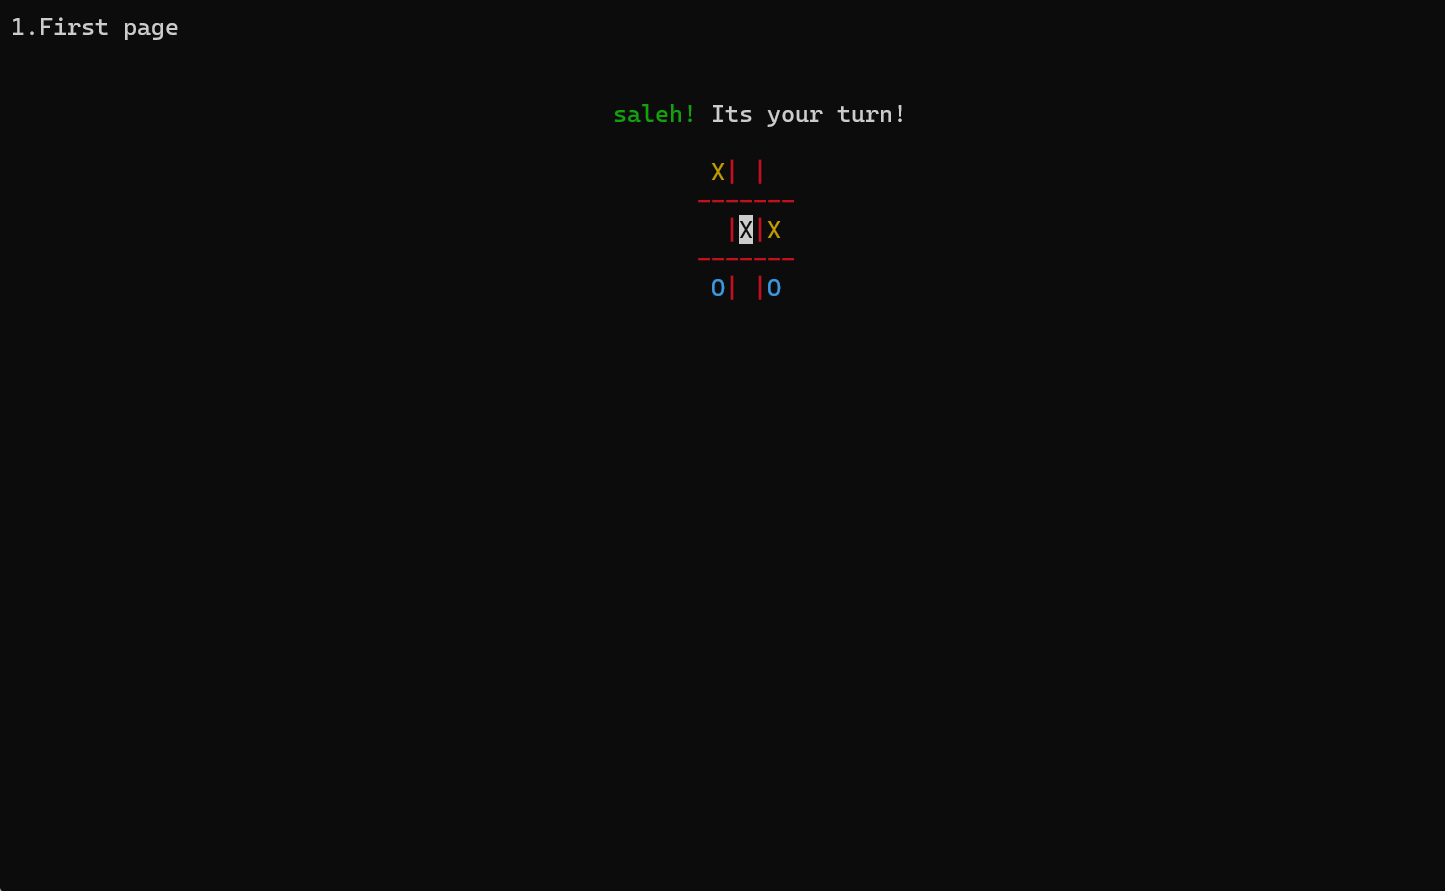 1.First page
saleh! Its your turn!
X| |
-------
|X|X
-------
O| |O